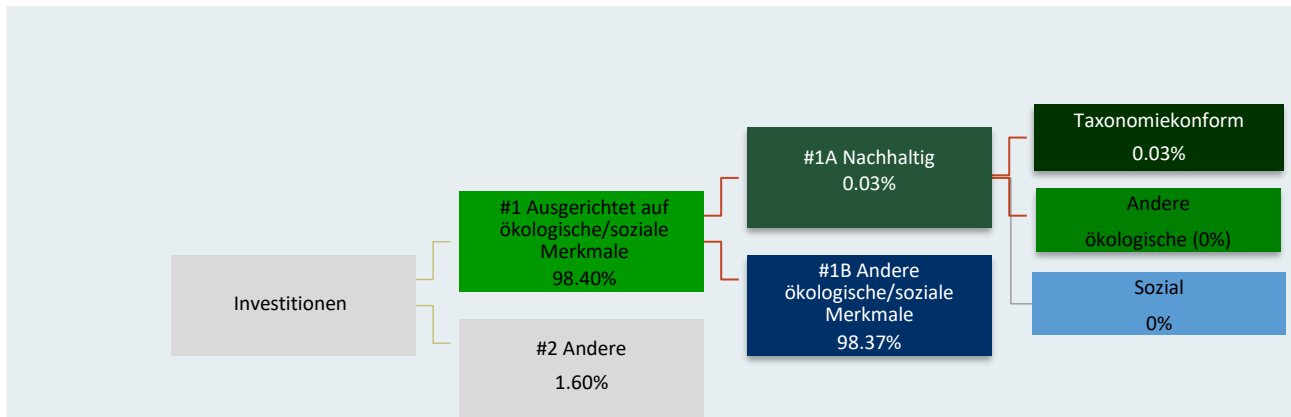 Investitionen
#1 Ausgerichtet auf
ökologische/soziale
Merkmale
98.40%
#2 Andere
1.60%
#1A Nachhaltig
0.03%
#1B Andere
ökologische/soziale
Merkmale
98.37%
Taxonomiekonform
0.03%
Andere
ökologische (0%)
Sozial
0%